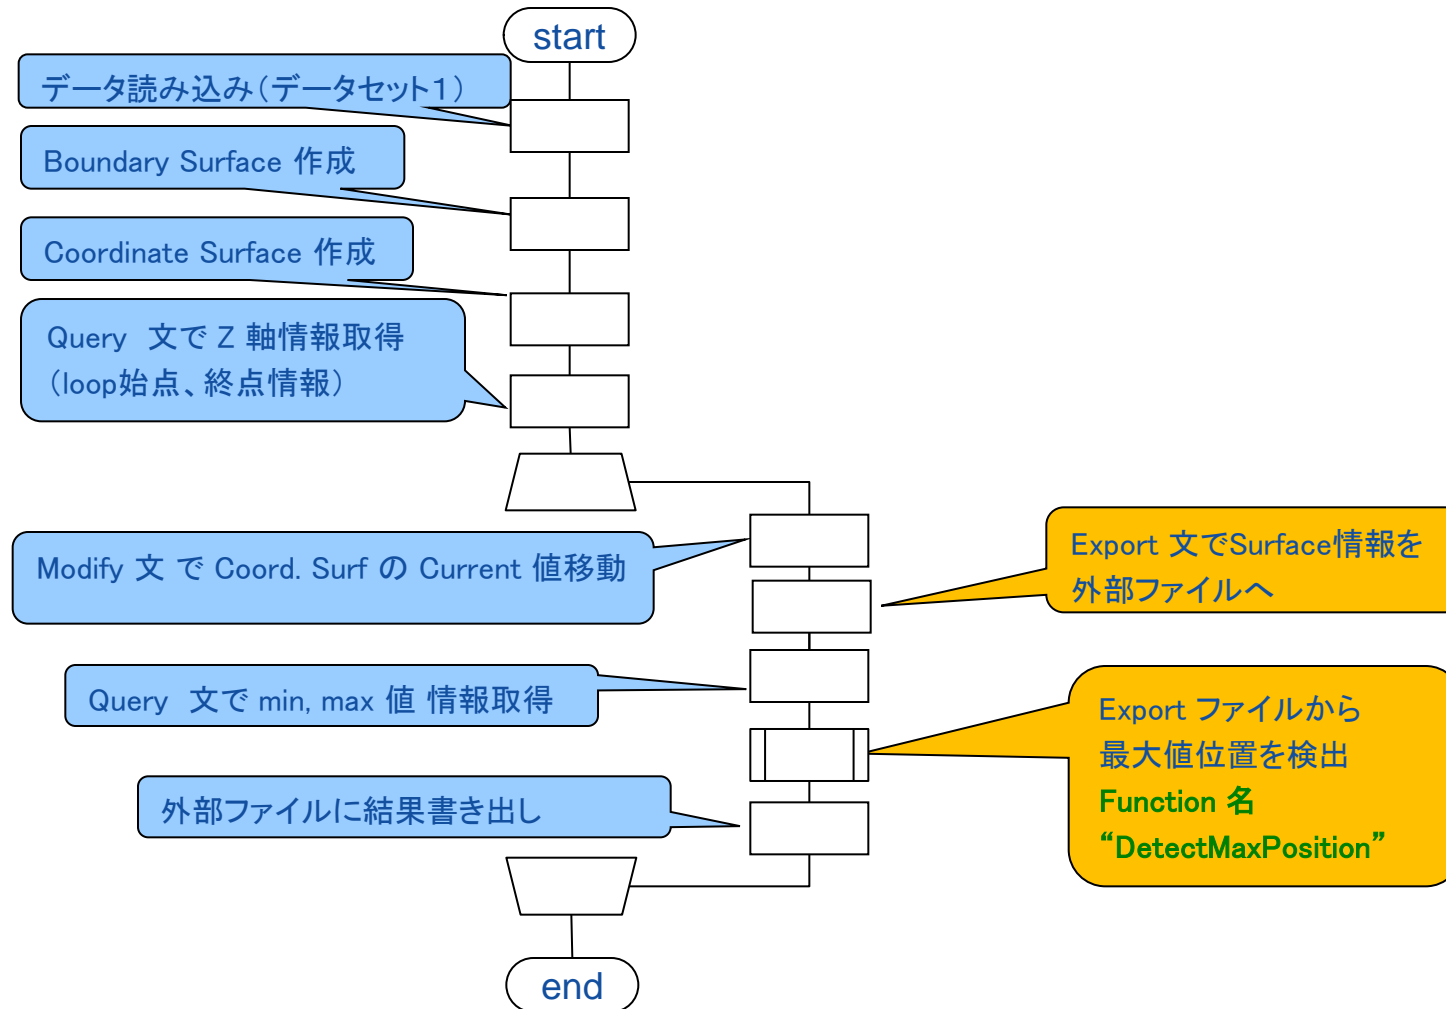 start
データ読み込み（データセット１）
Boundary Surface 作成
Coordinate Surface 作成
Query 文で Z 軸情報取得
（loop始点、終点情報）
Modify 文 で Coord. Surf の Current 値移動
Export 文でSurface情報を
外部ファイルへ
Query 文で min, max 値 情報取得
Export ファイルから
最大値位置を検出
Function 名
“DetectMaxPosition”
外部ファイルに結果書き出し
end